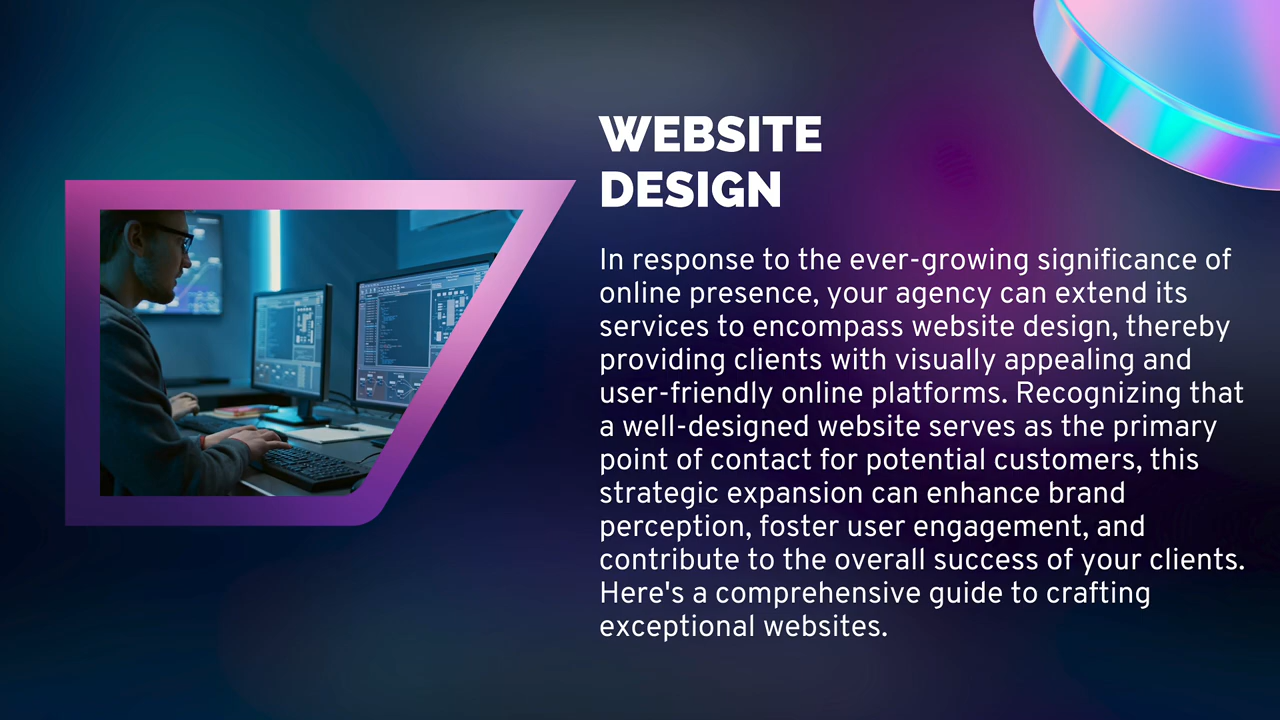 WEBSITE
DESIGN
In response to the ever-growing significance of
online presence, your agency can extend its
services to encompass website design, thereby
providing clients with visually appealing and
user-friendly online platforms. Recognizing that
a well-designed website serves as the primary
point of contact for potential customers, this
strategic expansion can enhance brand
perception, foster user engagement, and
contribute to the overall success of your clients.
Here's a comprehensive guide to crafting
exceptional websites.